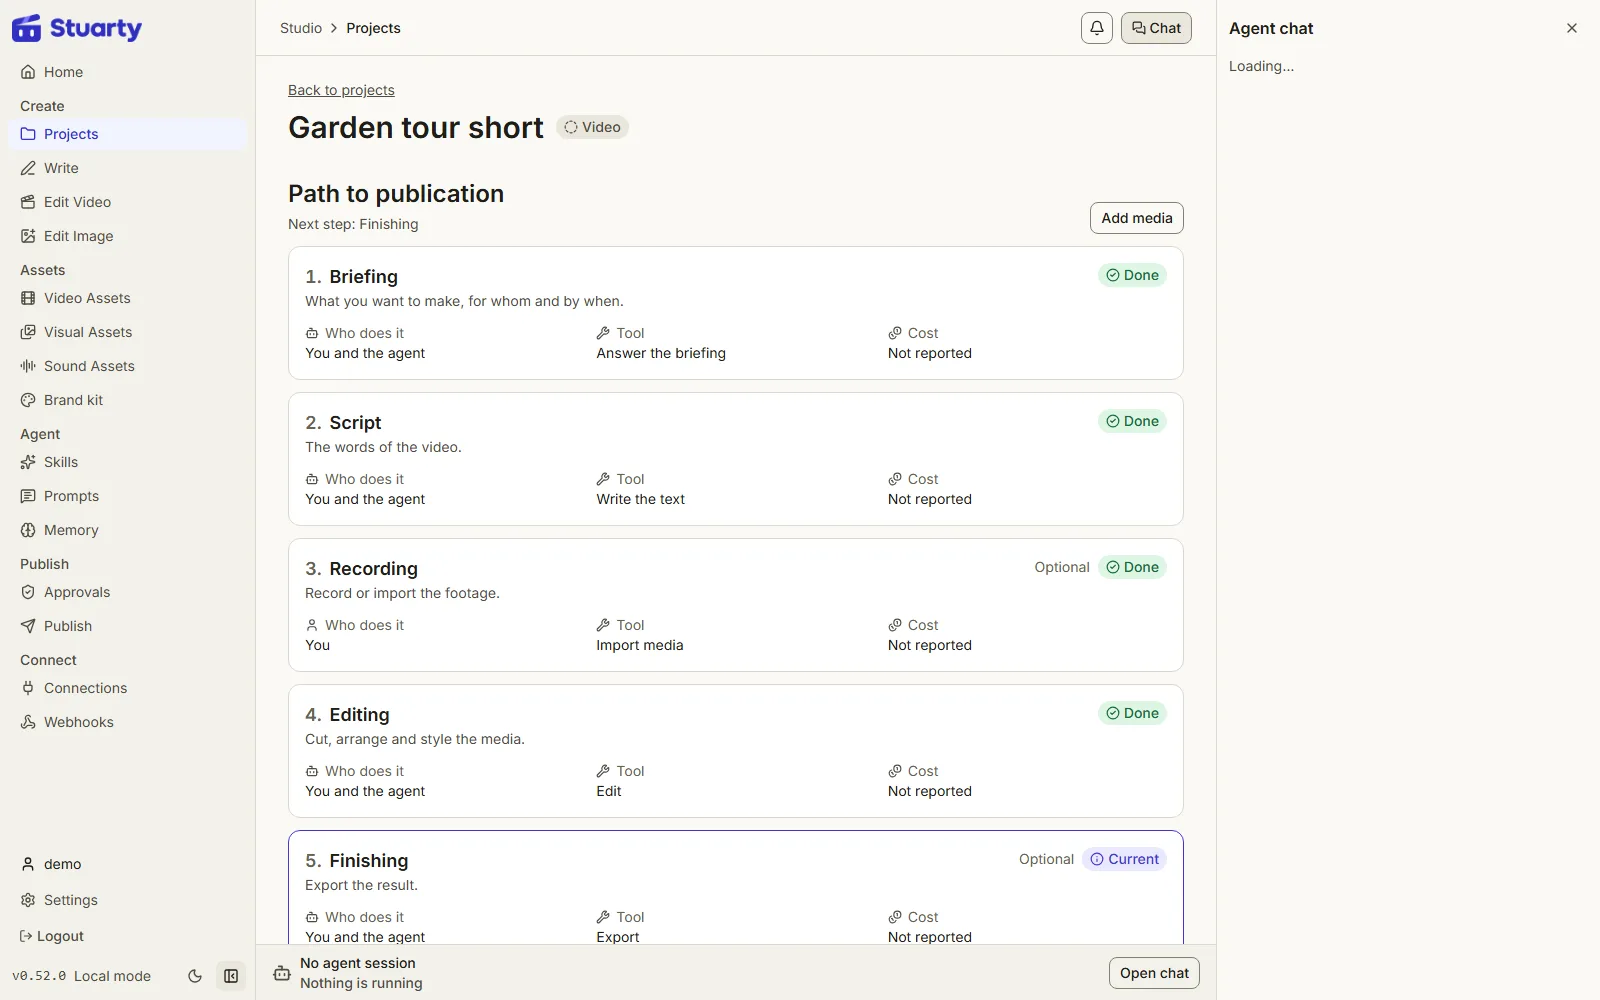 Stuarty
Home
Create
Projects
Write
Edit Video
Edit Image
Assets
Video Assets
Visual Assets
Sound Assets
Brand kit
Agent
Skills
Prompts
Memory
Publish
Approvals
Publish
Connect
Connections
Webhooks
demo
Settings
Logout
v0.52.0 Local mode
Studio > Projects
Chat
Back to projects
Garden tour short Video
Path to publication
Next step: Finishing
Add media
1. Briefing Done
What you want to make, for whom and by when.
Who does it Tool Cost
You and the agent Answer the briefing Not reported
2. Script Done
The words of the video.
Who does it Tool Cost
You and the agent Write the text Not reported
3. Recording Optional Done
Record or import the footage.
Who does it Tool Cost
You Import media Not reported
4. Editing Done
Cut, arrange and style the media.
Who does it Tool Cost
You and the agent Edit Not reported
5. Finishing Optional Current
Export the result.
Who does it Tool Cost
You and the agent Export Not reported
No agent session
Nothing is running
Open chat
Agent chat
Loading...